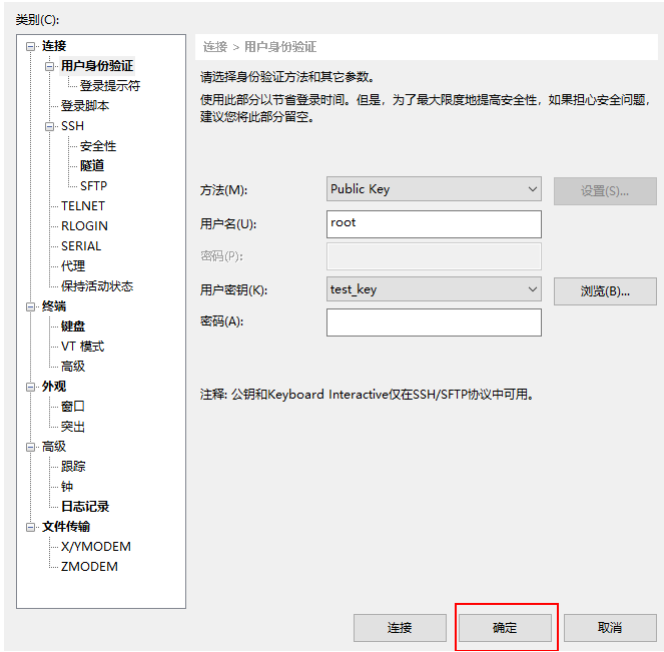 类别(C):
连接
用户身份验证
登录提示符
登录脚本
SSH
安全性
隧道
SFTP
TELNET
RLOGIN
SERIAL
代理
保持活动状态
终端
键盘
VT 模式
高级
外观
窗口
突出
高级
跟踪
钟
日志记录
文件传输
X/YMODEM
ZMODEM
连接 > 用户身份验证
请选择身份验证方法和其它参数。
使用此部分以节省登录时间。但是，为了最大限度地提高安全性，如果担心安全问题，
建议您将此部分留空。
方法(M): Public Key 设置(S)...
用户名(U): root
密码(P):
用户密钥(K): test_key 浏览(B)...
密码(A):
注释: 公钥和Keyboard Interactive仅在SSH/SFTP协议中可用。
连接 确定 取消